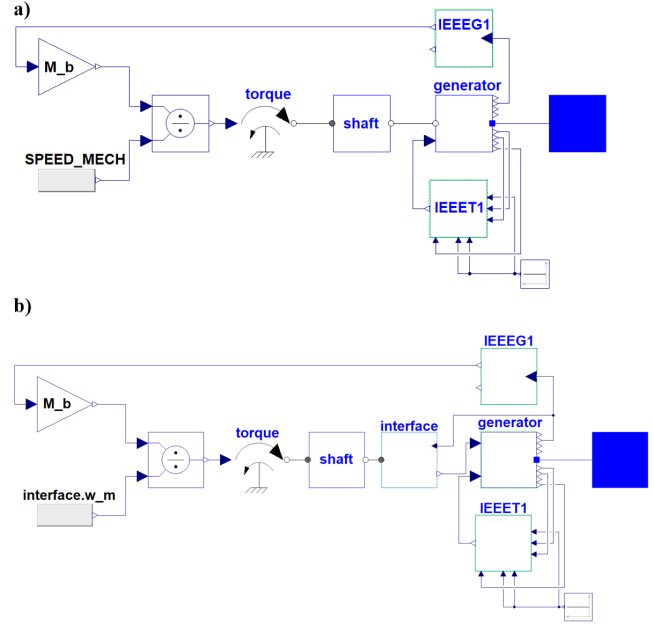 a)
IEEEG1
M_b
torque
generator
÷
shaft
SPEED_MECH
IEEET1
b)
IEEEG1
M_b
torque
interface
generator
÷
shaft
interface.w_m
IEEET1